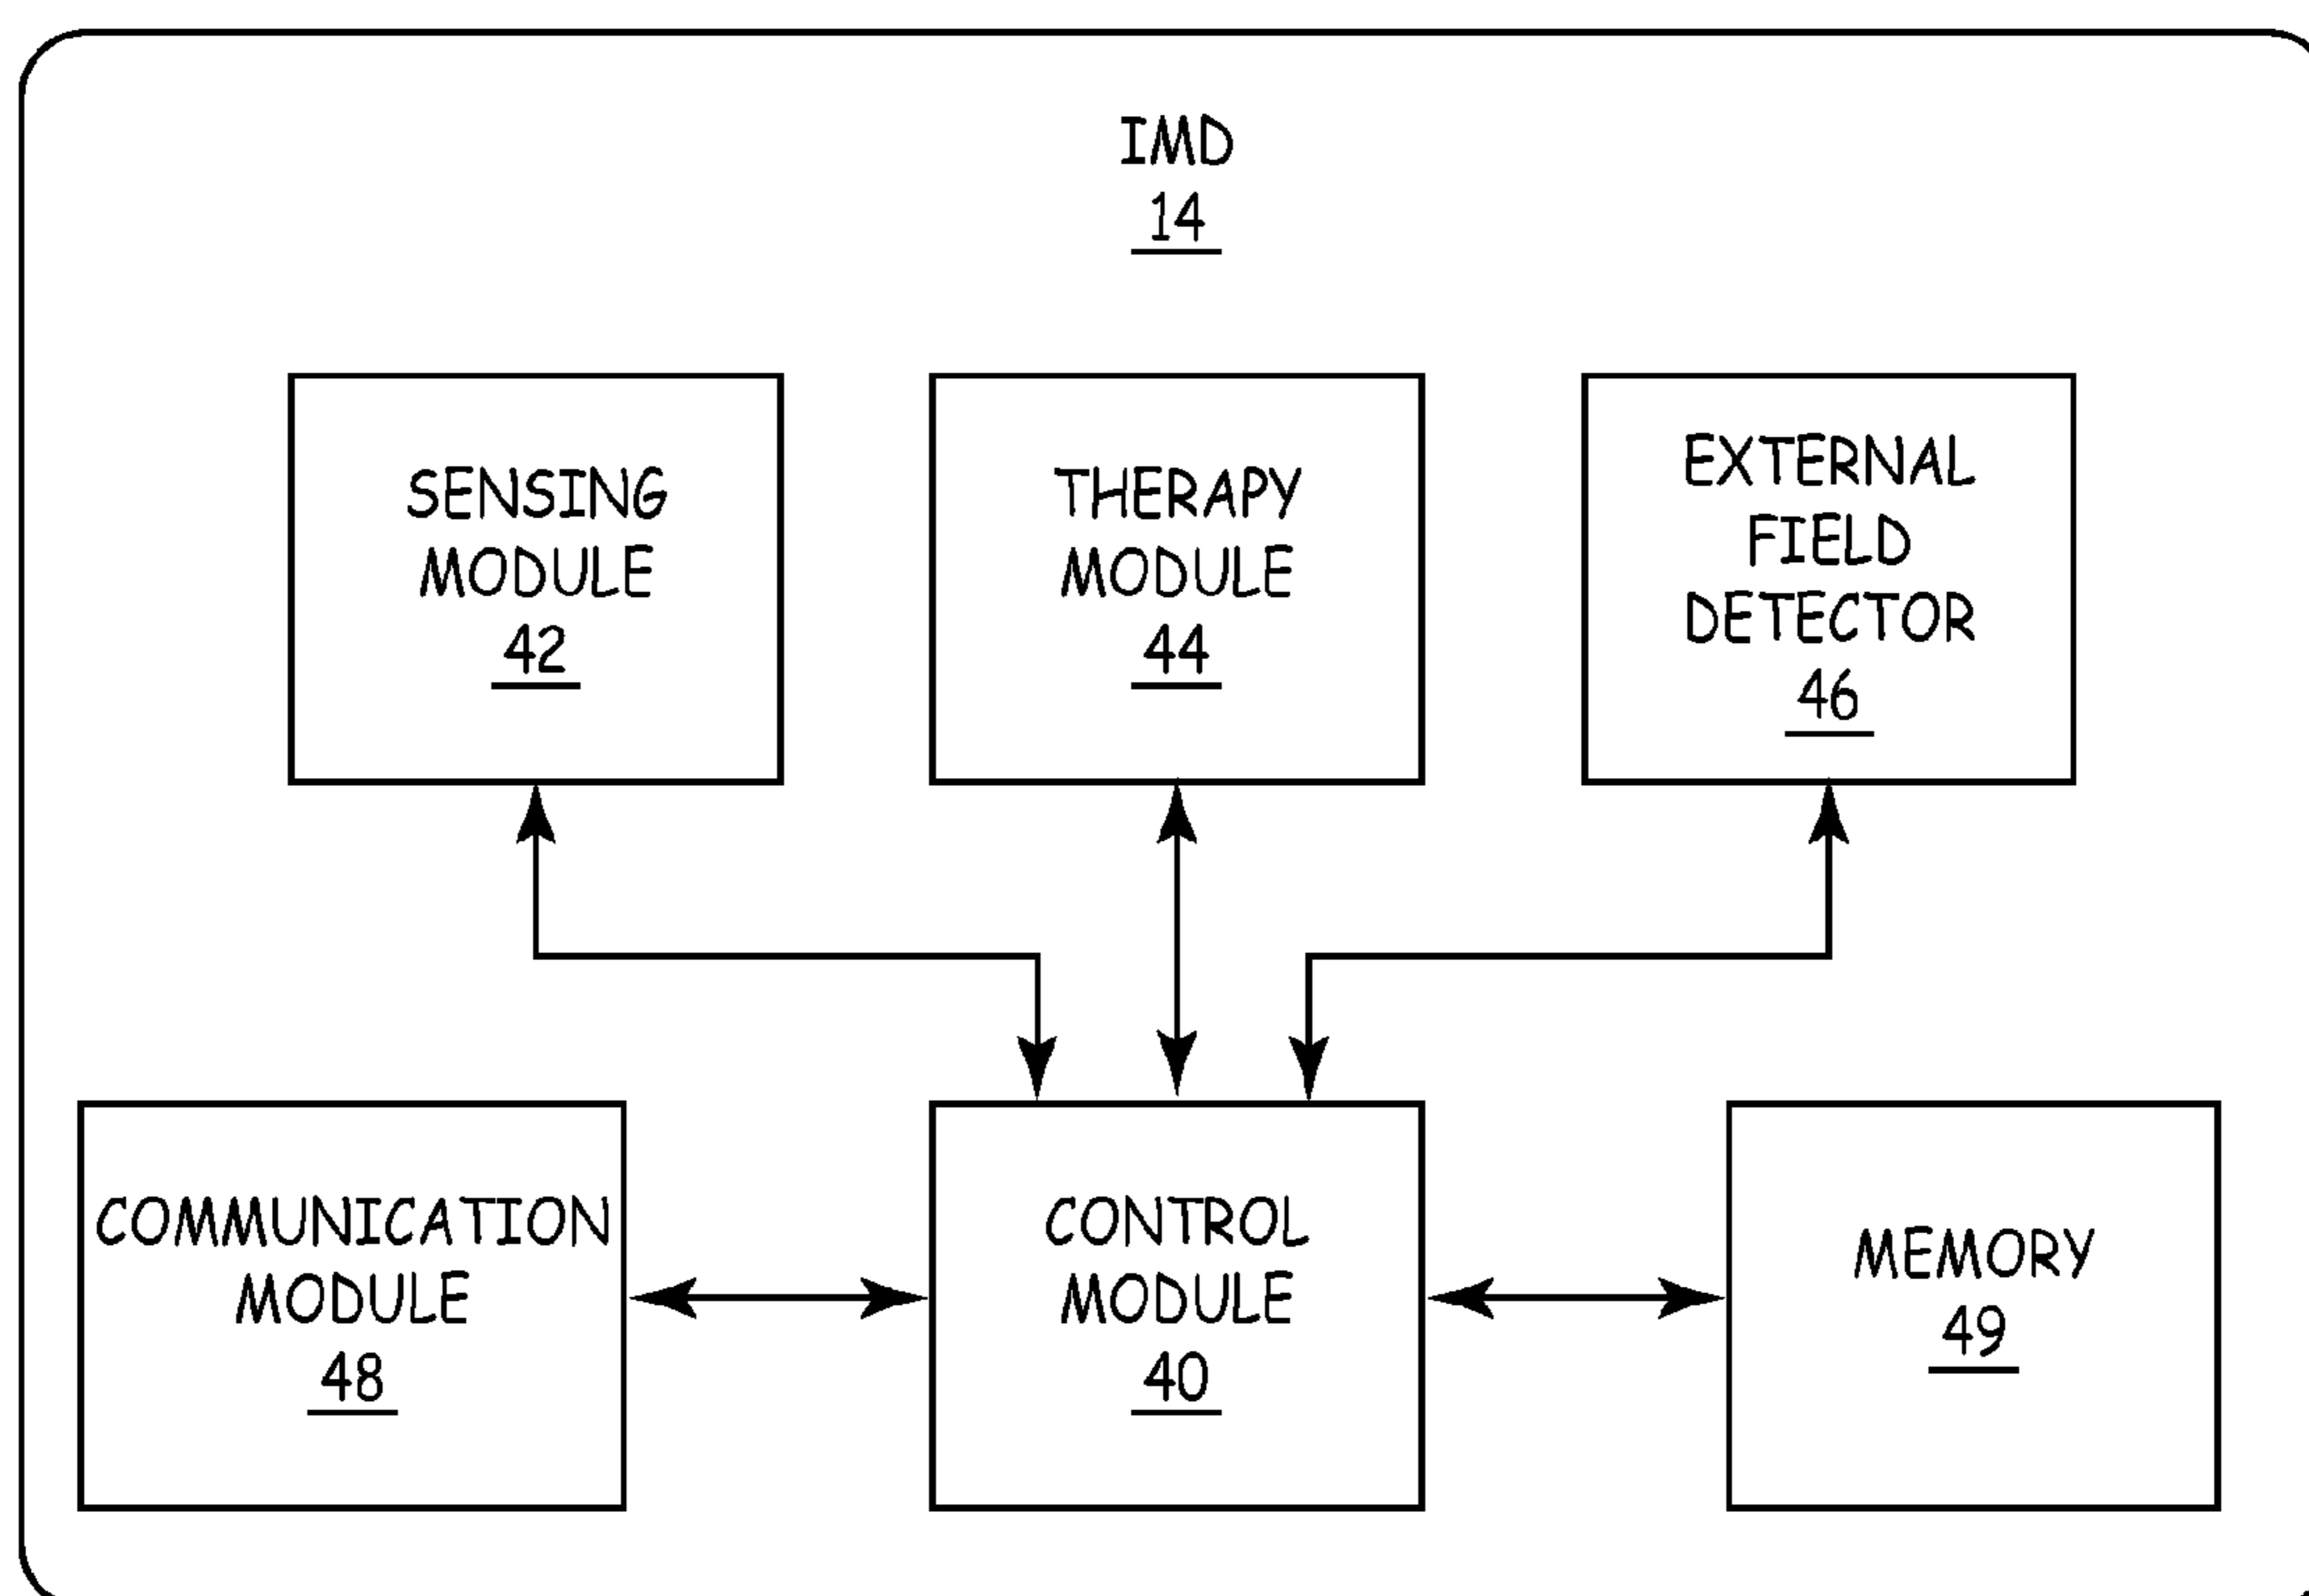 IMD
14
SENSING
MODULE
42
THERAPY
MODULE
44
EXTERNAL
FIELD
DETECTOR
46
COMMUNICATION
MODULE
48
CONTROL
MODULE
40
MEMORY
49